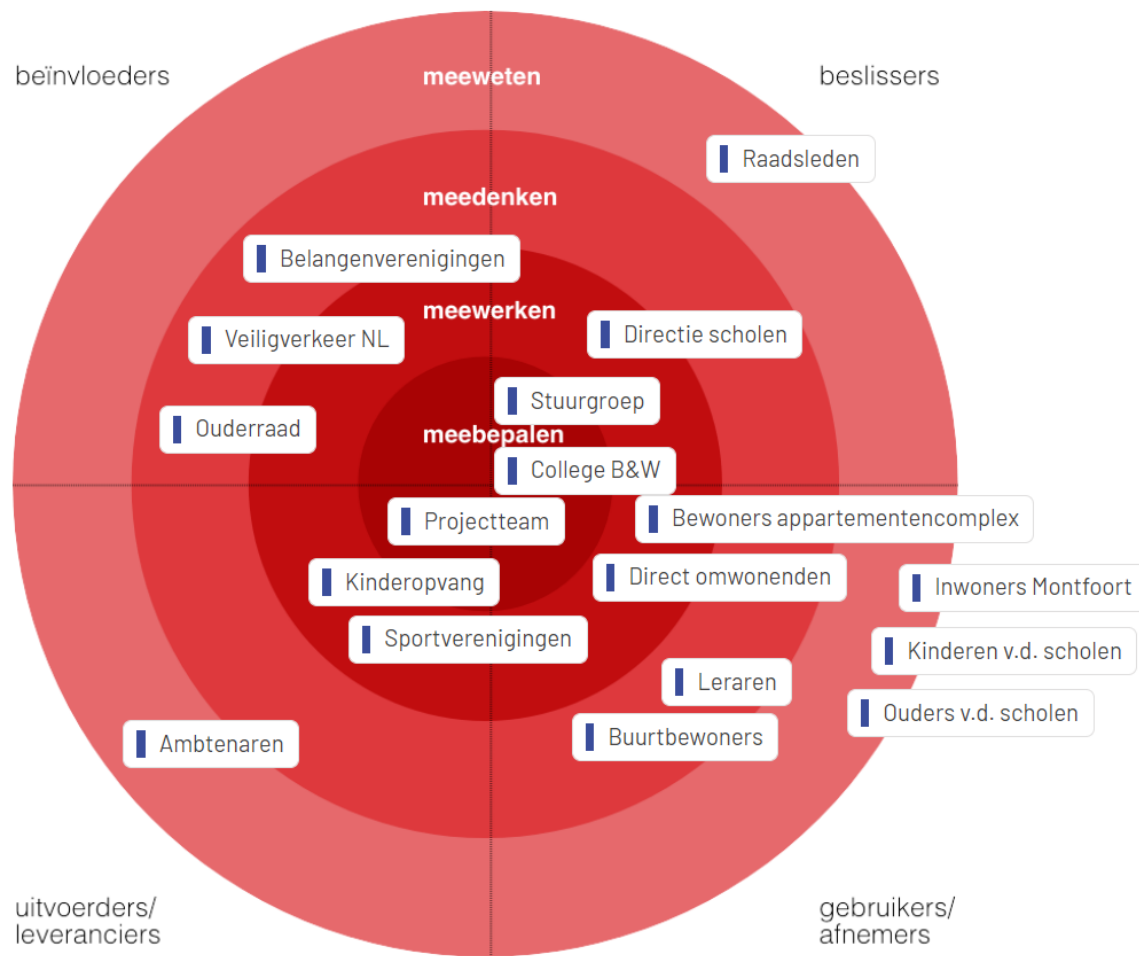 beïnvloeders
meeweten
beslissers
Raadsleden
meedenken
Belangenverenigingen
meewerken
Veiligverkeer NL
Directie scholen
Stuurgroep
Ouderraad
meebepalen
College B&W
Projectteam
Bewoners appartementencomplex
Kinderopvang
Direct omwonenden
Inwoners Montfoort
Sportverenigingen
Kinderen v.d. scholen
Leraren
Ouders v.d. scholen
Ambtenaren
Buurtbewoners
uitvoerders/
leveranciers
gebruikers/
afnemers